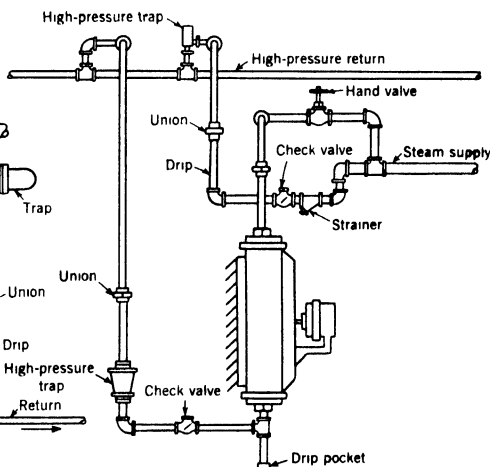 High-pressure trap
High-pressure return
Hand valve
Union
Check valve
Drip
Steam supply
Trap
Strainer
Union
Union
Drip
High-pressure
trap
Check valve
Return
Drip pocket